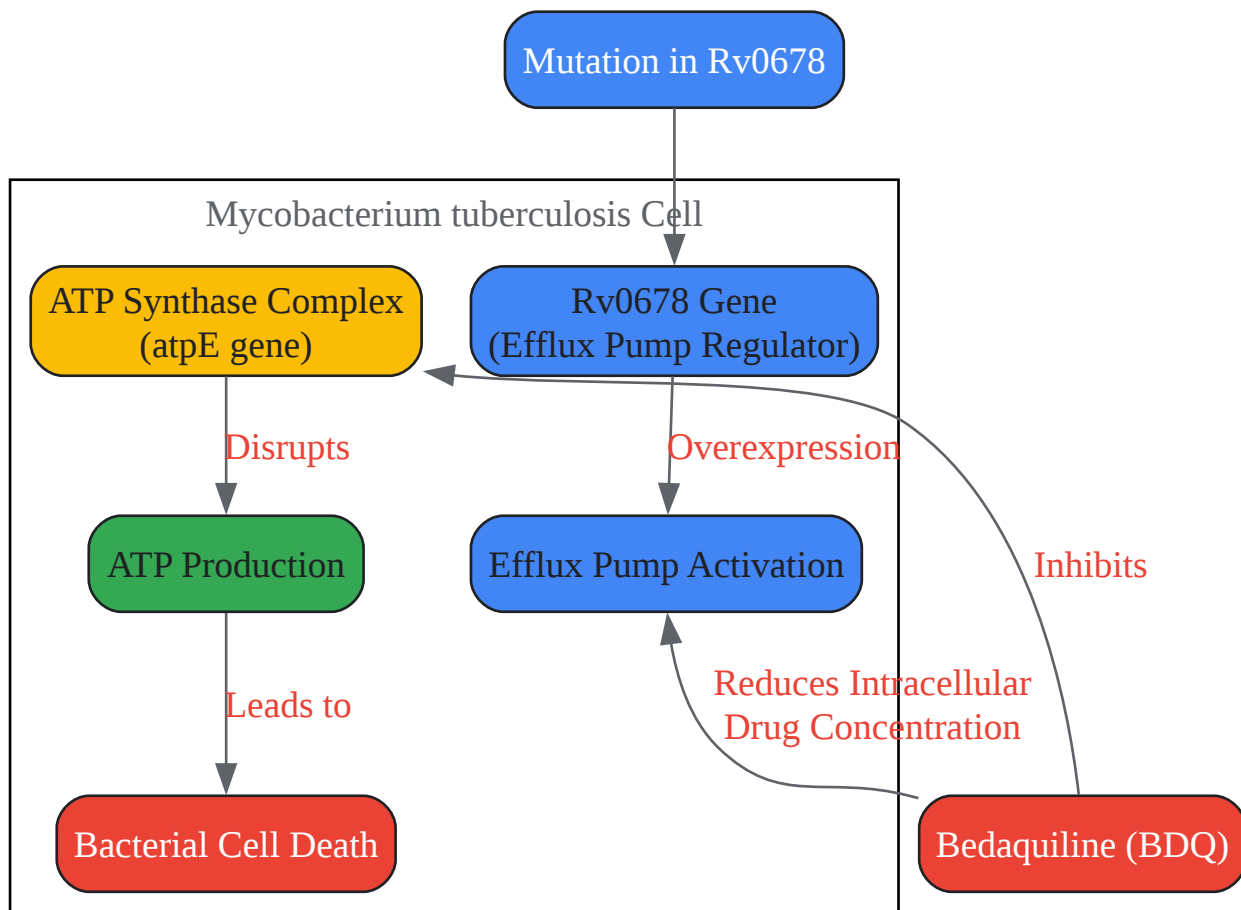 Mutation in Rv0678
Mycobacterium tuberculosis Cell
ATP Synthase Complex
(atpE gene)
Rv0678 Gene
(Efflux Pump Regulator)
Disrupts
Overexpression
ATP Production
Efflux Pump Activation
Inhibits
Leads to
Reduces Intracellular
Drug Concentration
Bacterial Cell Death
Bedaquiline (BDQ)